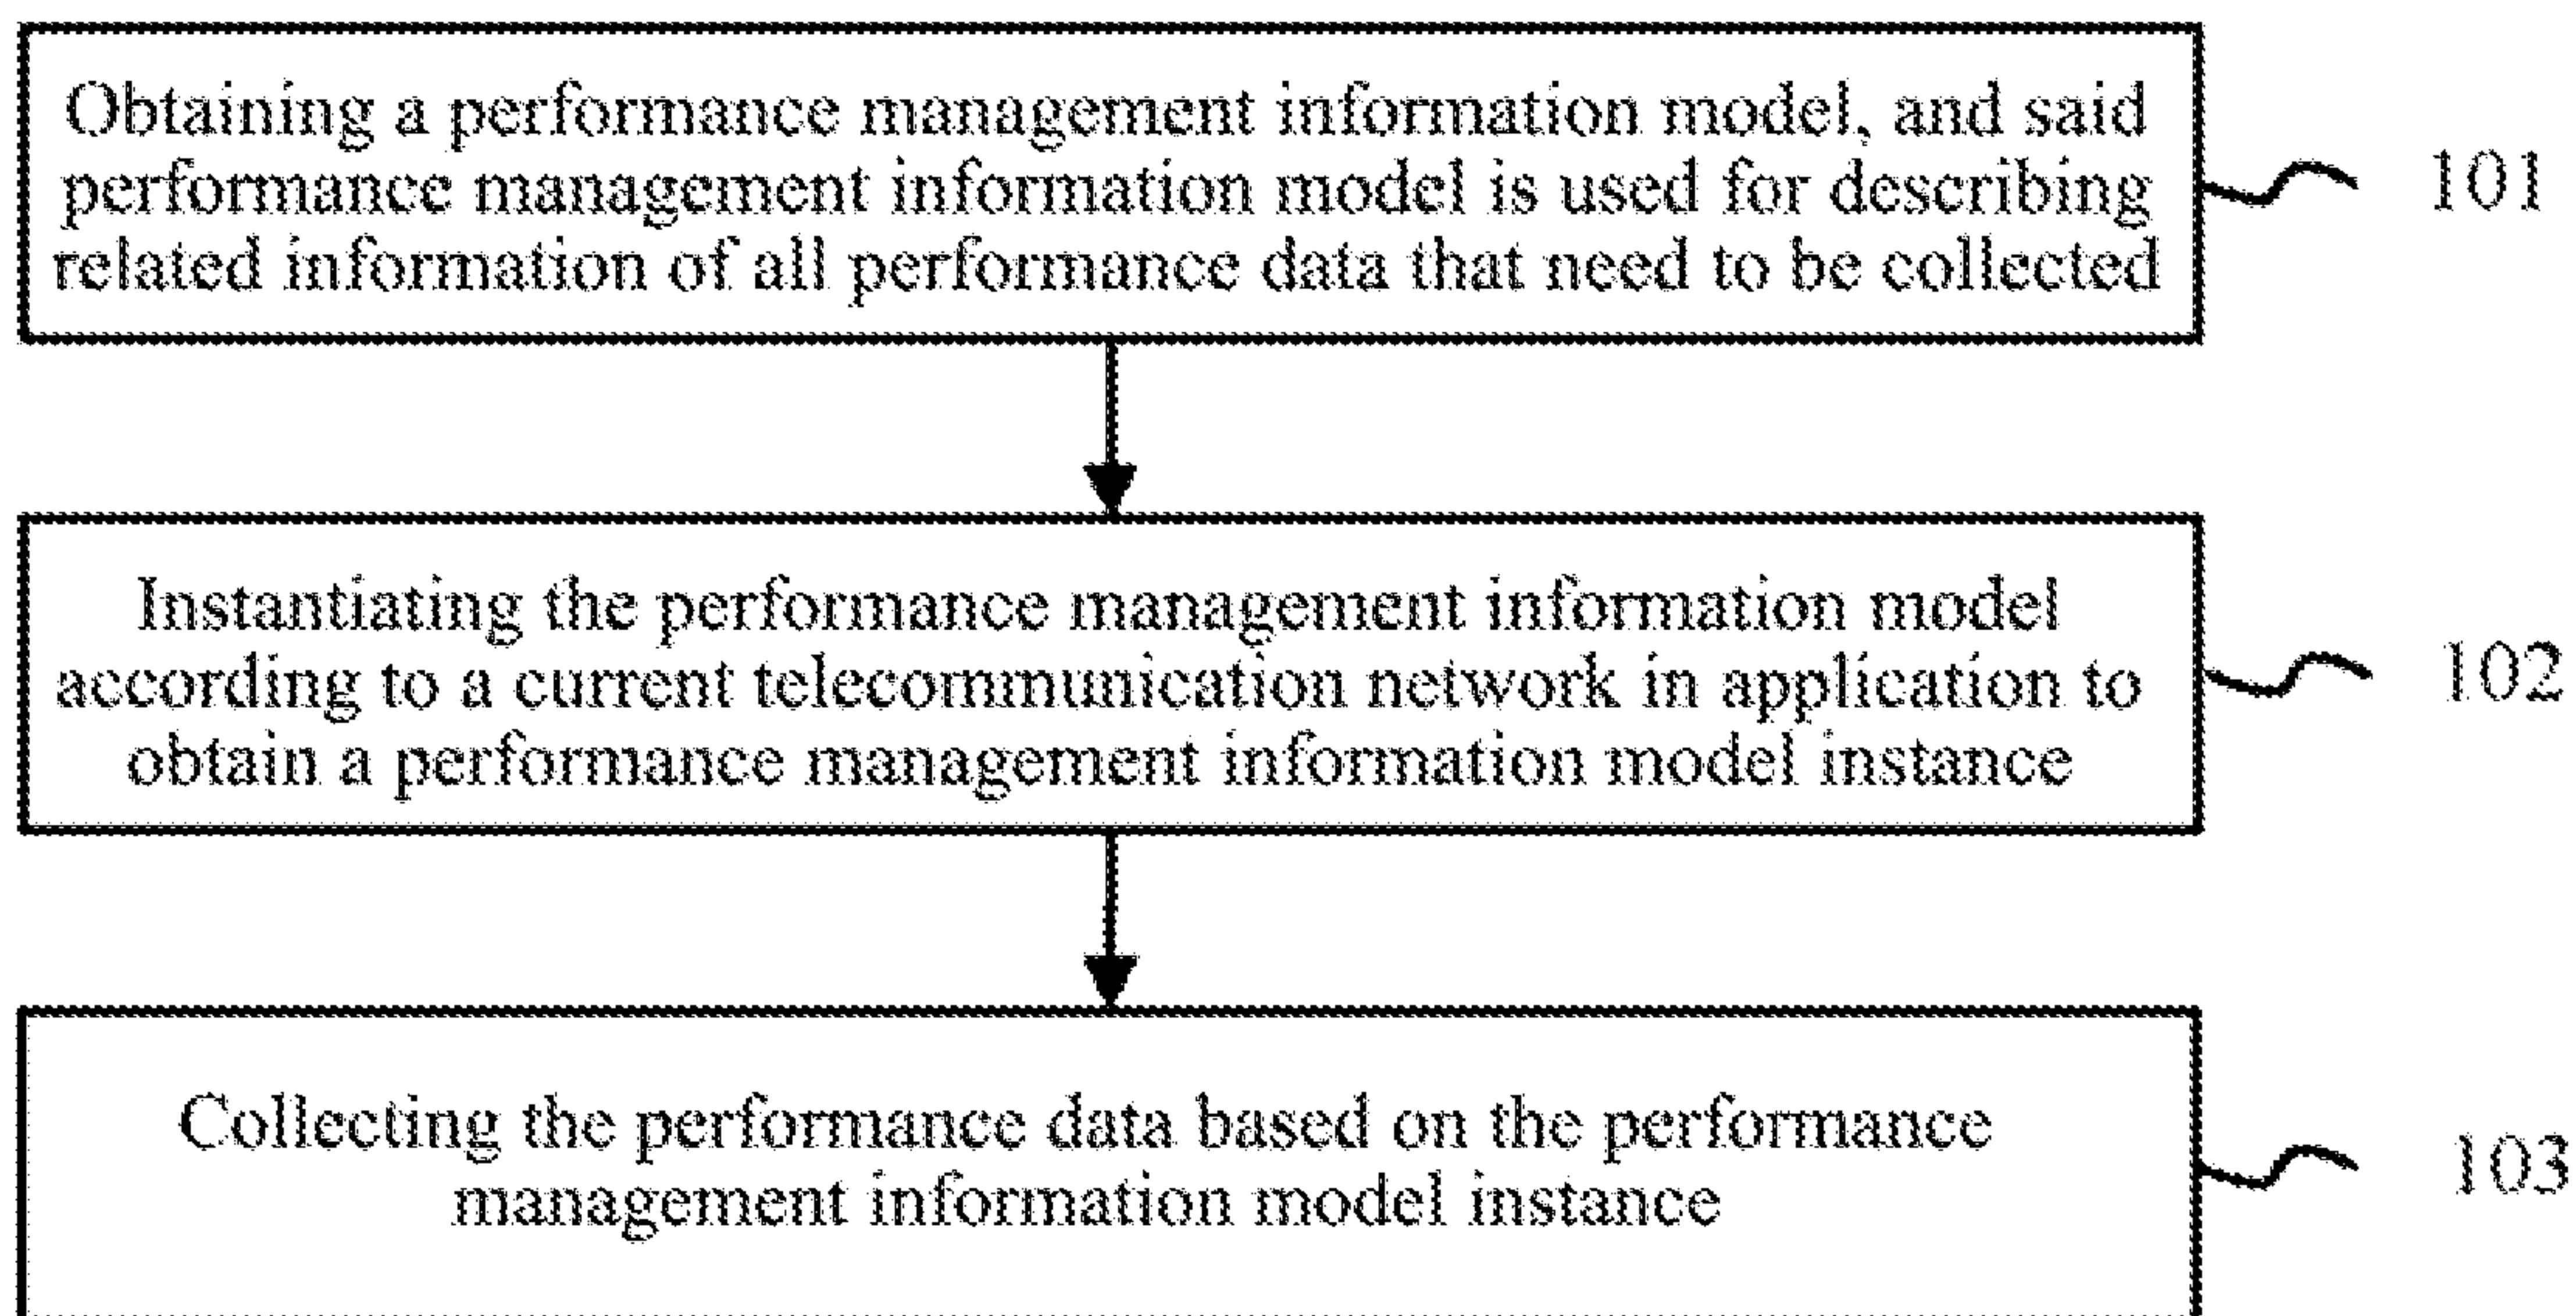 Obtaining a performance management information model, and said
performance management information model is used for describing
related information of all performance data that need to be collected
101
Instantiating the performance management information model
according to a current telecommunication network in application to
obtain a performance management information model instance
102
Collecting the performance data based on the performance
management information model instance
103